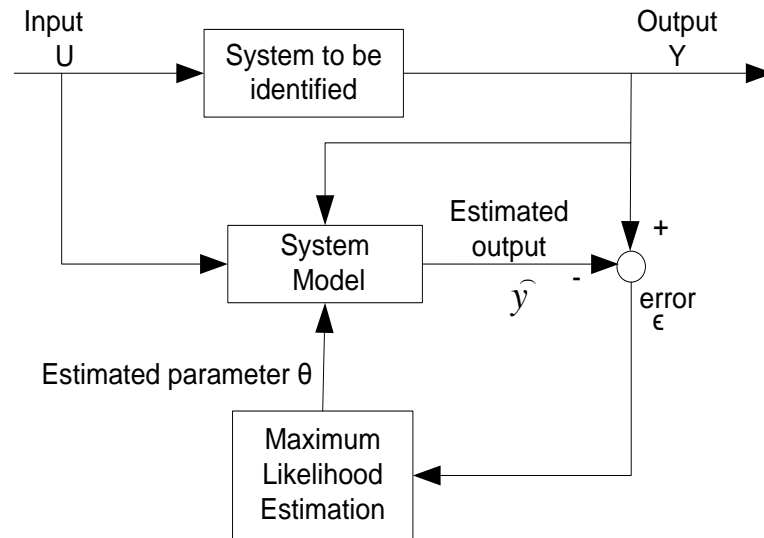 Input
U
System to be
identified
Output
Y
Estimated
output
System
Model
+
-
ŷ
error
ϵ
Estimated parameter θ
Maximum
Likelihood
Estimation